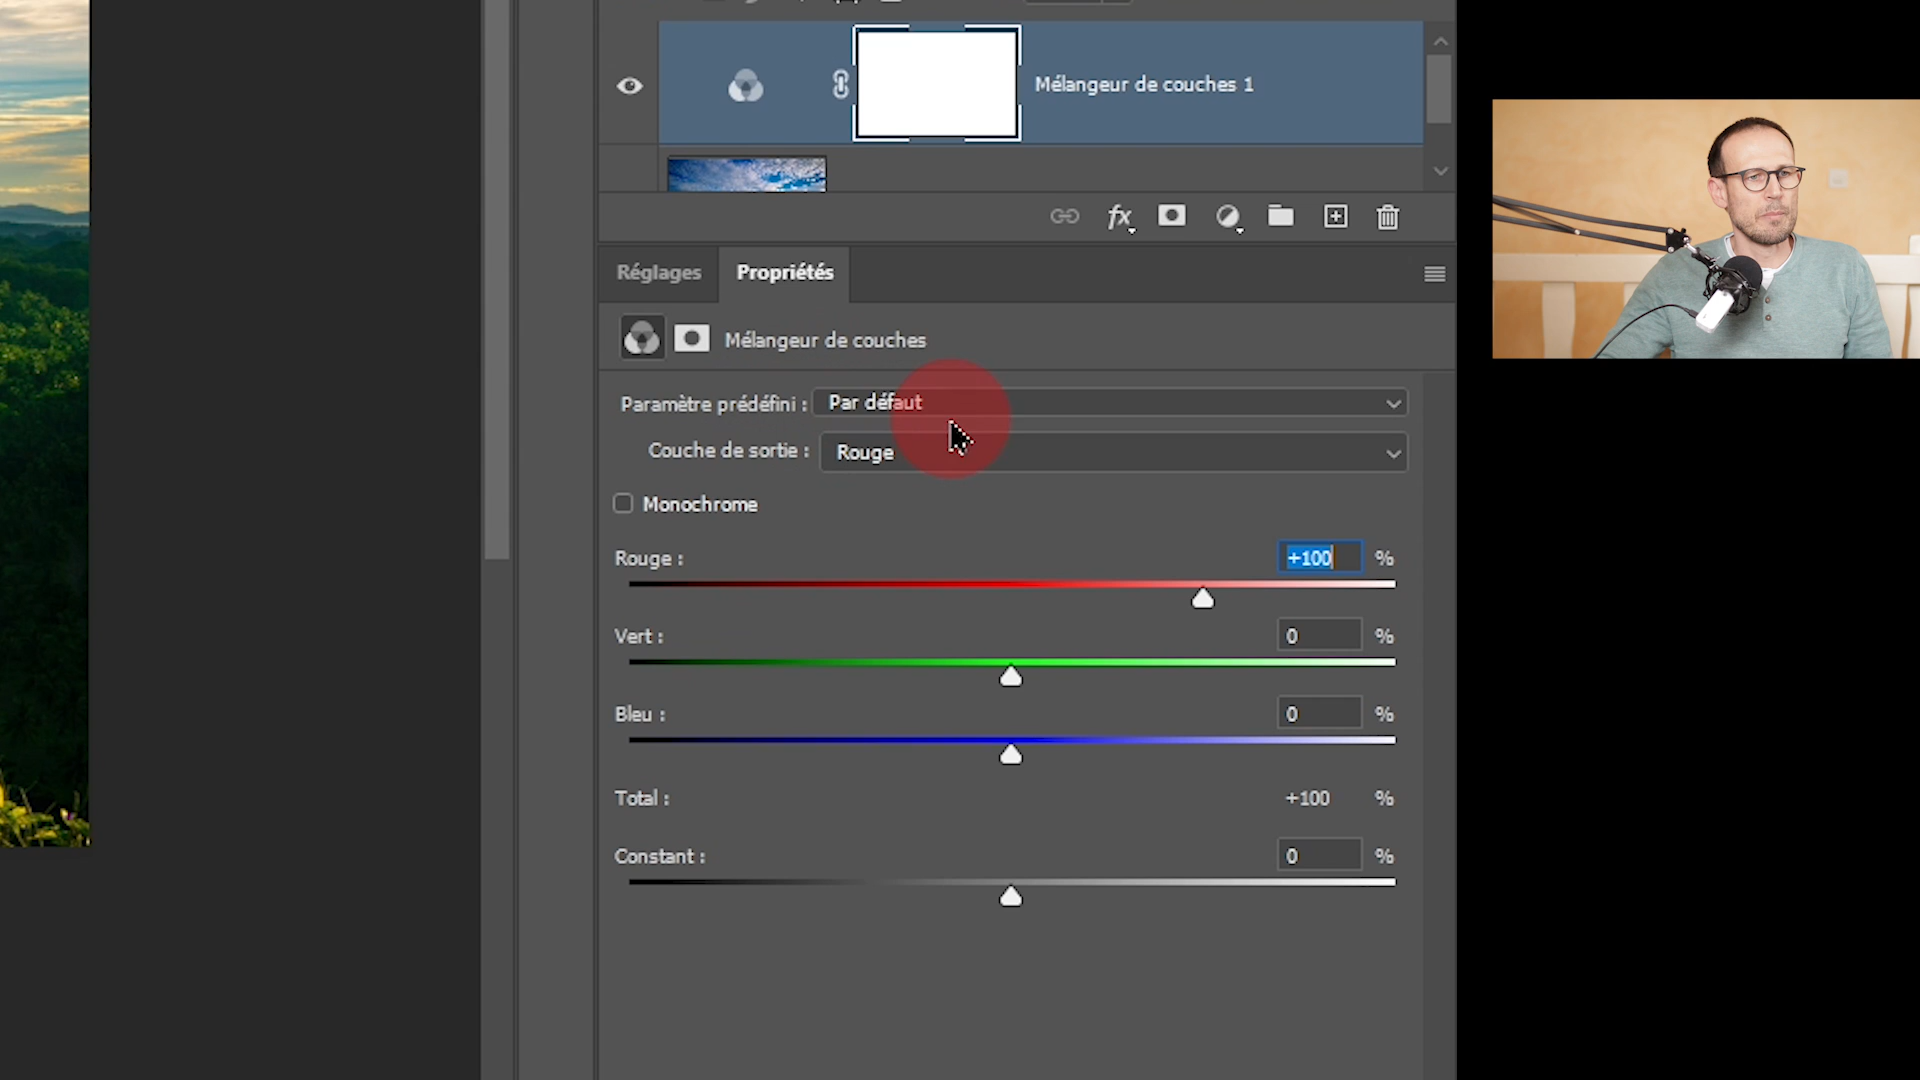 Mélangeur de couches 1
fx
Réglages Propriétés
Mélangeur de couches
Paramètre prédéfini : Par défaut
Couche de sortie : Rouge
Monochrome
Rouge : +100 %
Vert : 0 %
Bleu : 0 %
Total : +100 %
Constant : 0 %